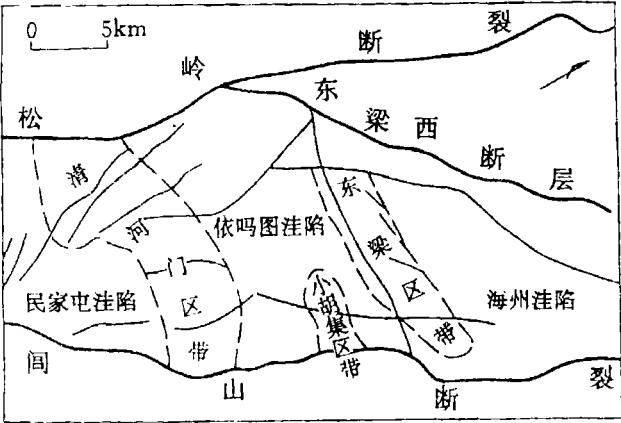 0 5km
松岭断裂
东梁西断层
清河门区带
东梁区带
依吗图洼陷
小胡集区带
民家屯洼陷
海州洼陷
间山断裂